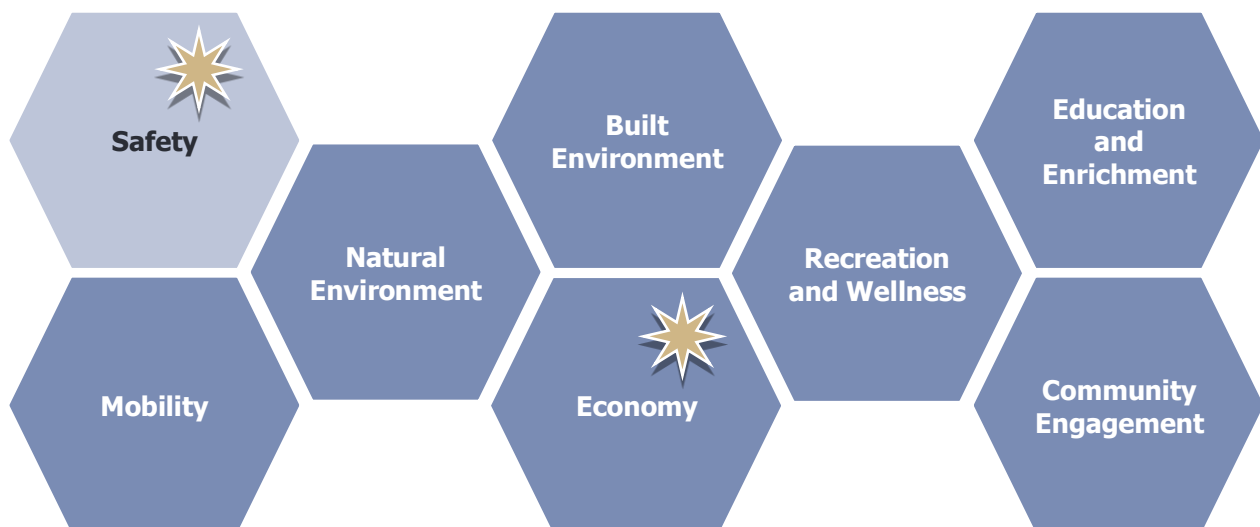 Safety
Built
Environment
Education
and
Enrichment
Natural
Environment
Recreation
and Wellness
Mobility
Economy
Community
Engagement